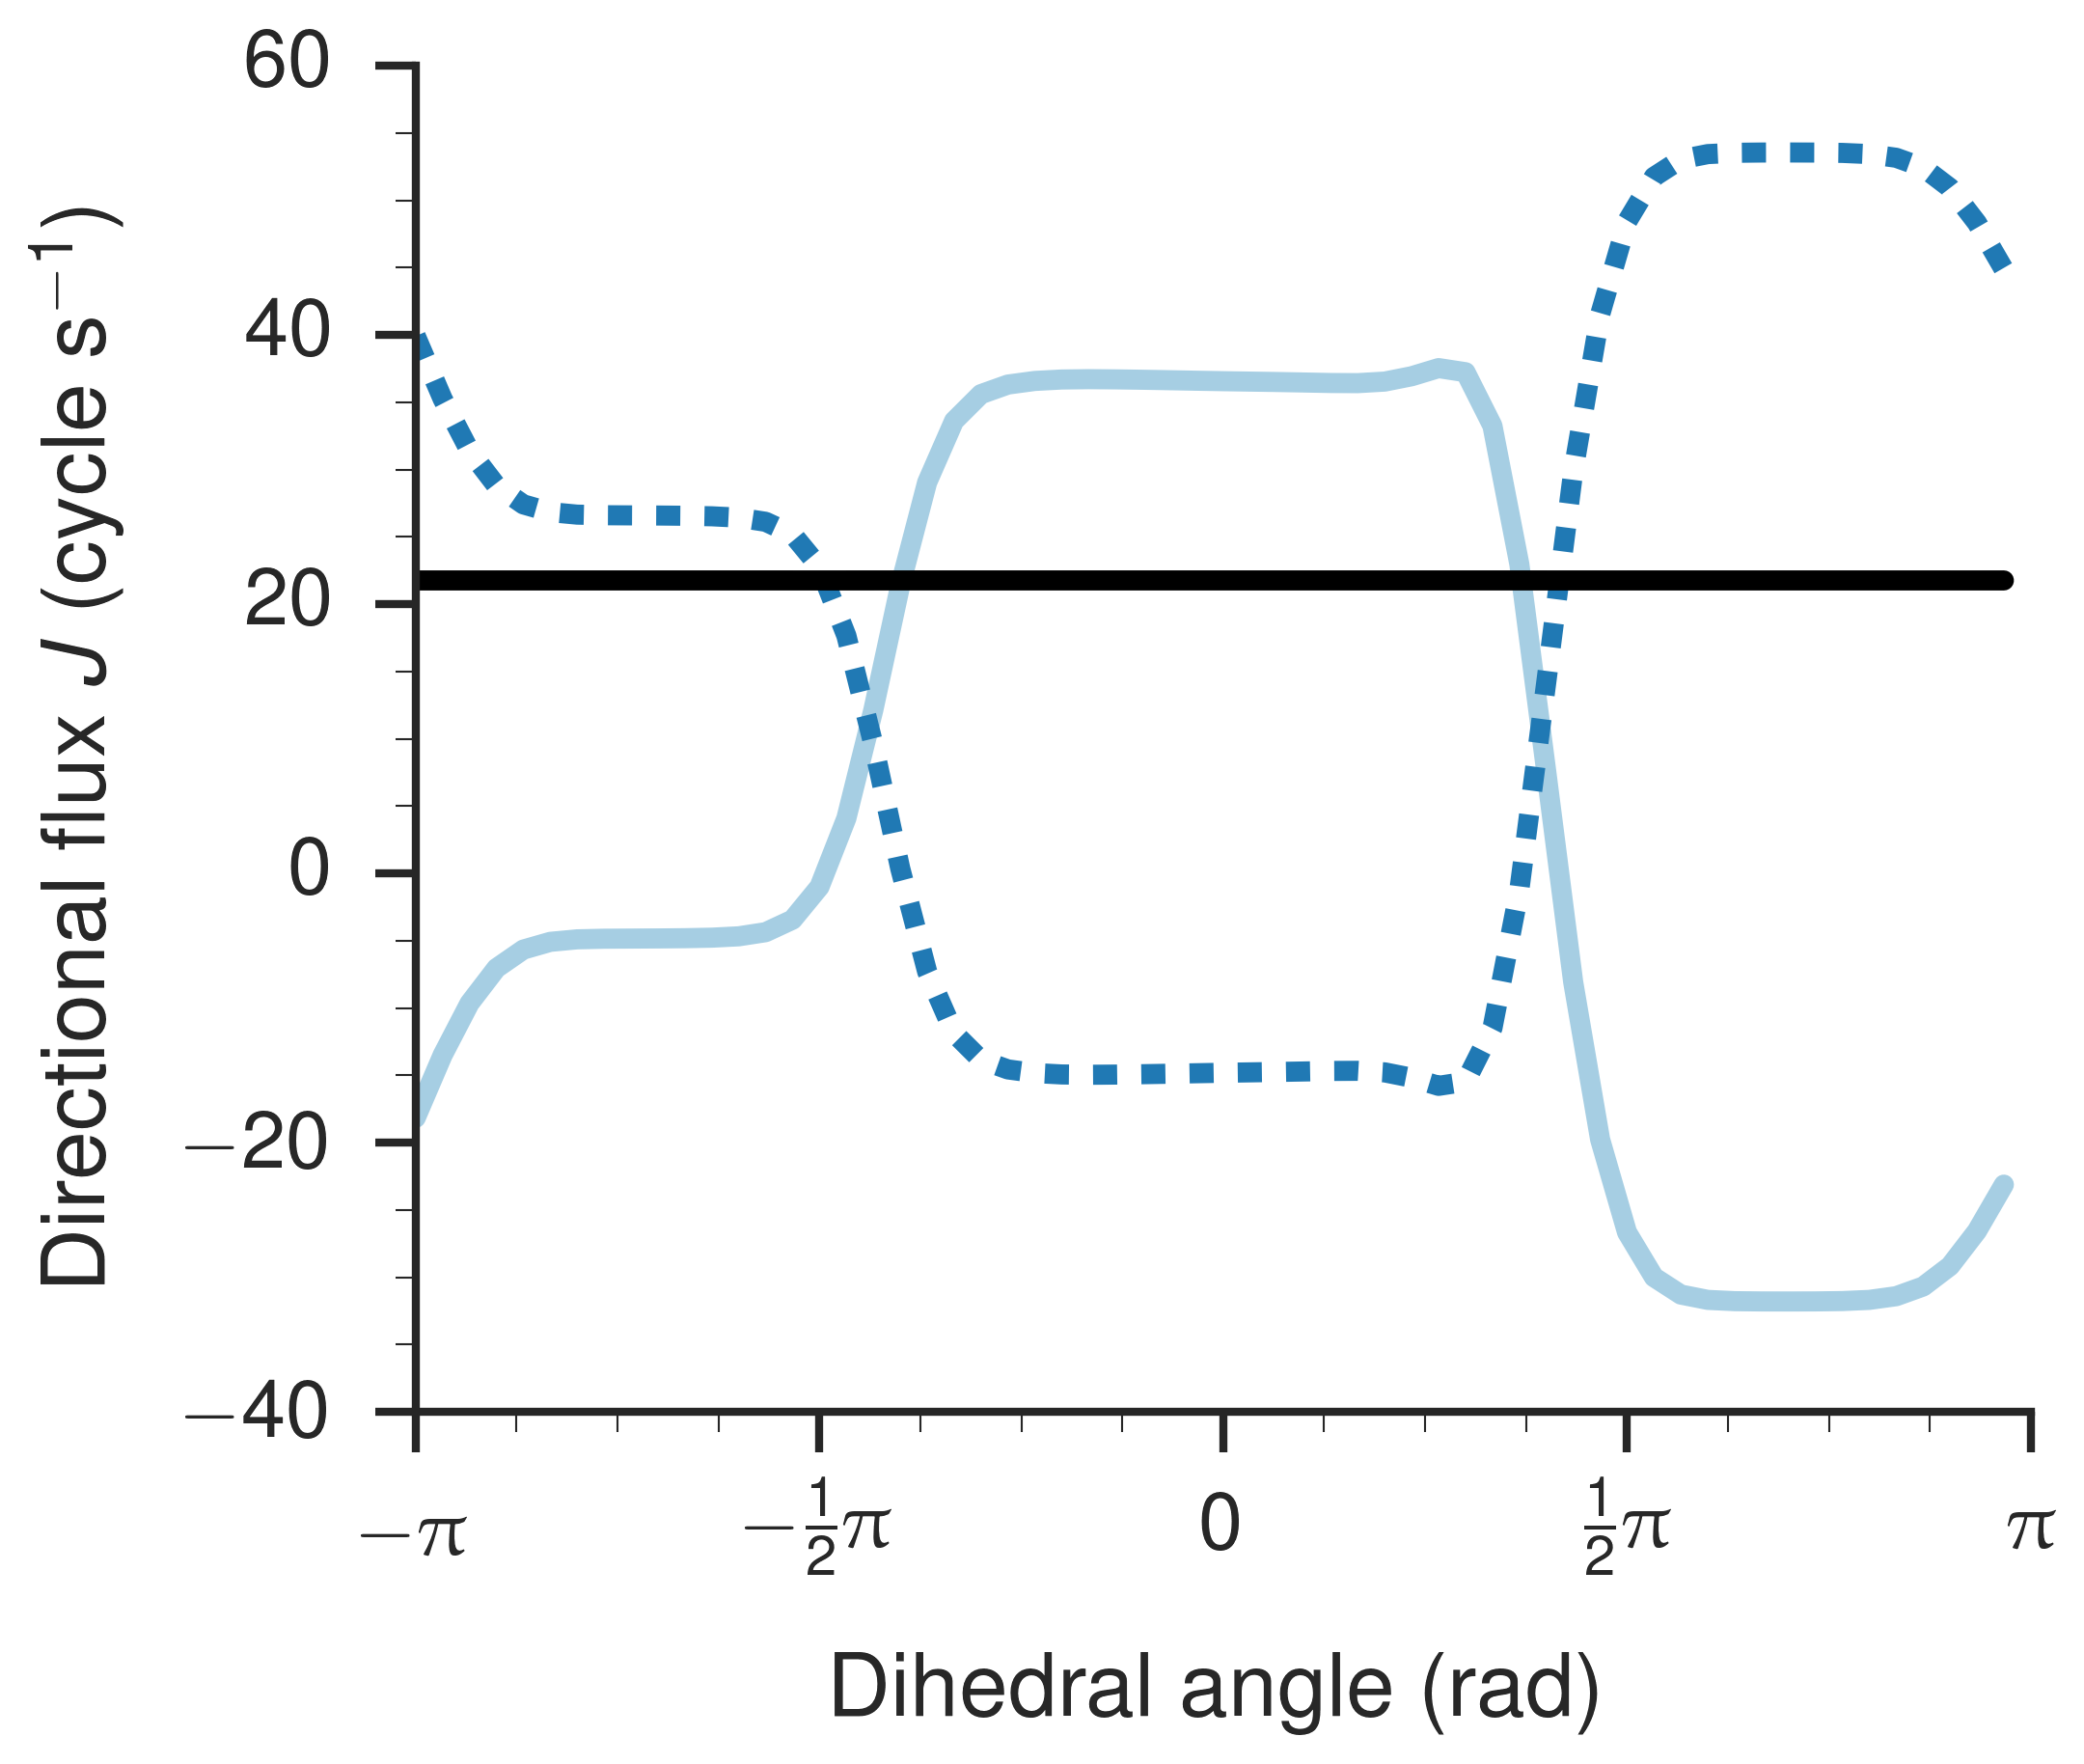 Directional flux J (cycle s⁻¹)
60
40
20
0
−20
−40
−π
−1/2π
0
1/2π
π
Dihedral angle (rad)